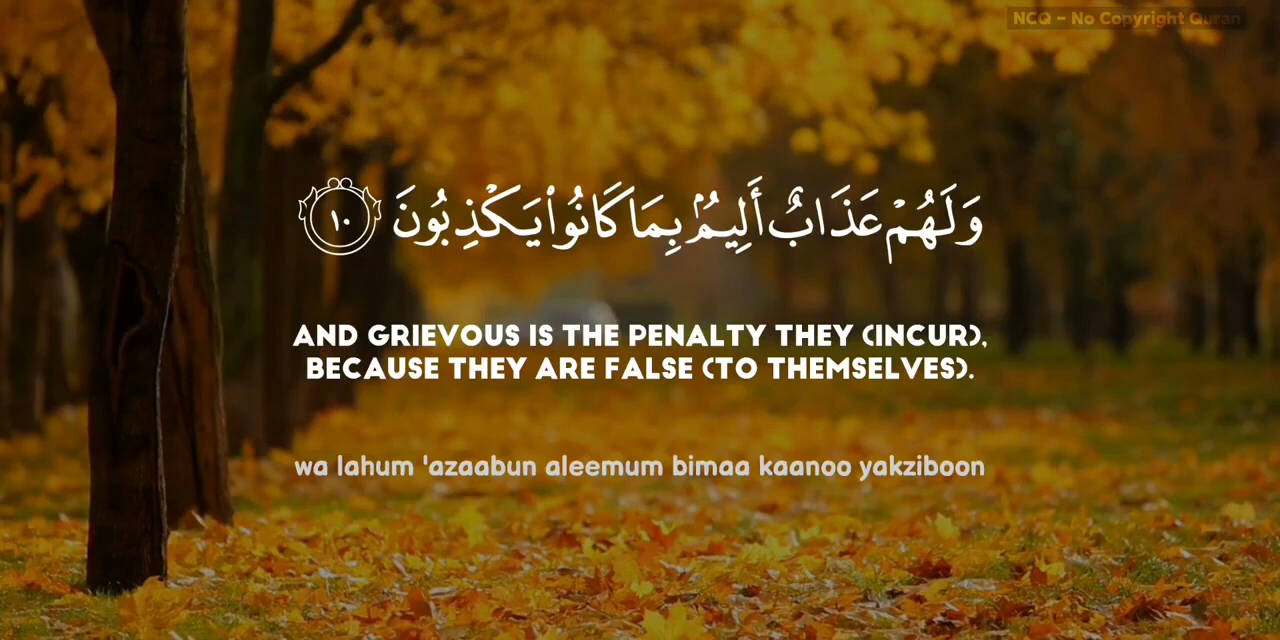 NCQ - No Copyright Quran
وَلَهُمْ عَذَابٌ أَلِيمٌۢ بِمَا كَانُوا۟ يَكْذِبُونَ ١٠
AND GRIEVOUS IS THE PENALTY THEY (INCUR),
BECAUSE THEY ARE FALSE (TO THEMSELVES).
wa lahum 'azaabun aleemum bimaa kaanoo yakziboon